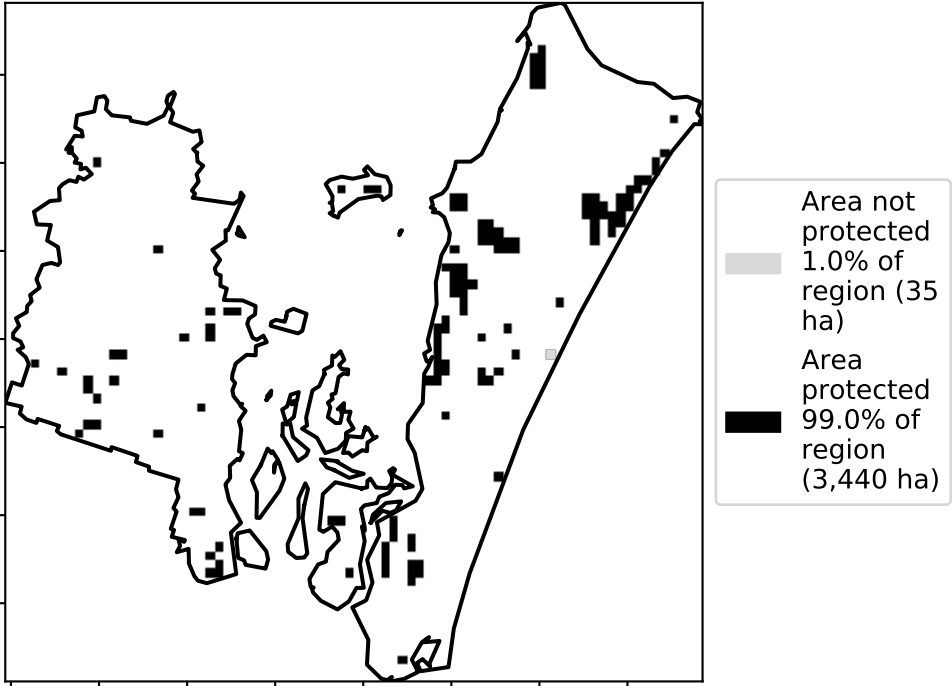 Area not
protected
1.0% of
region (35
ha)
Area
protected
99.0% of
region
(3,440 ha)